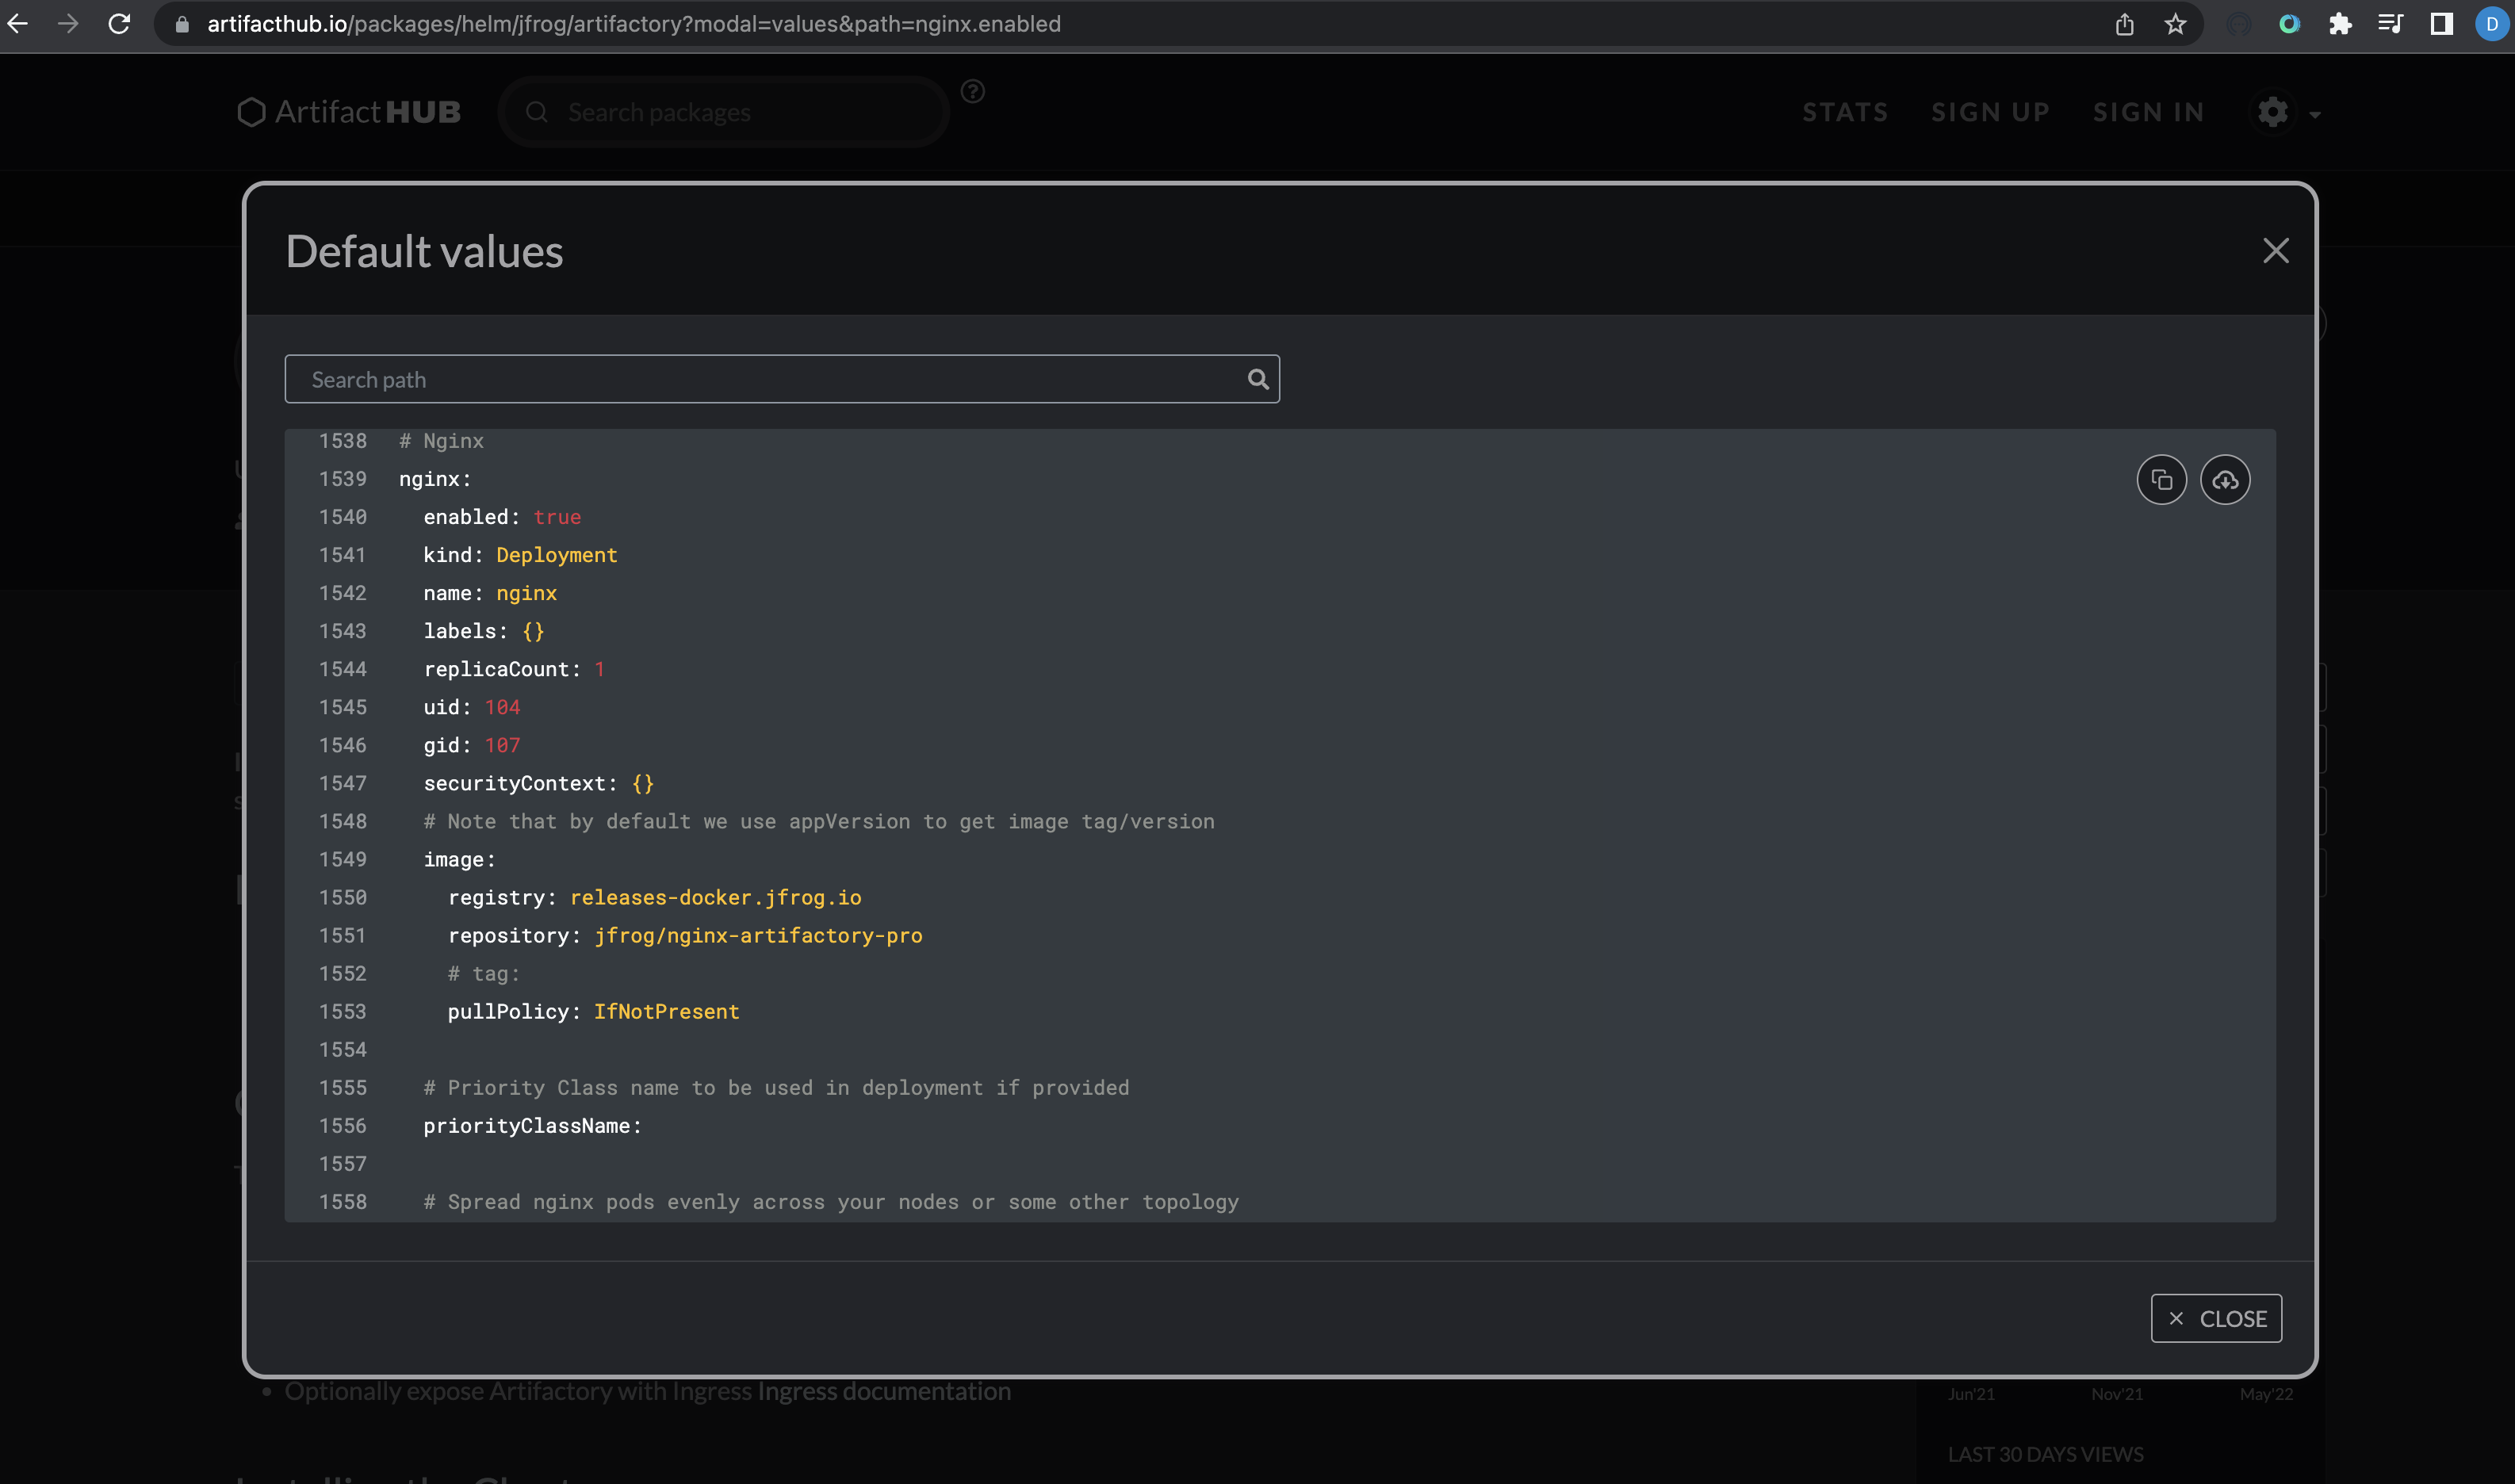 artifacthub.io/packages/helm/jfrog/artifactory?modal=values&path=nginx.enabled
D
ArtifactHUB
Search packages
?
STATS
SIGN UP
SIGN IN
Default values
Search path
1538 # Nginx
1539 nginx:
1540 enabled: true
1541 kind: Deployment
1542 name: nginx
1543 labels: {}
1544 replicaCount: 1
1545 uid: 104
1546 gid: 107
1547 securityContext: {}
1548 # Note that by default we use appVersion to get image tag/version
1549 image:
1550 registry: releases-docker.jfrog.io
1551 repository: jfrog/nginx-artifactory-pro
1552 # tag:
1553 pullPolicy: IfNotPresent
1554
1555 # Priority Class name to be used in deployment if provided
1556 priorityClassName:
1557
1558 # Spread nginx pods evenly across your nodes or some other topology
CLOSE
Optionally expose Artifactory with Ingress Ingress documentation
Jun'21 Nov'21 May'22
LAST 30 DAYS VIEWS